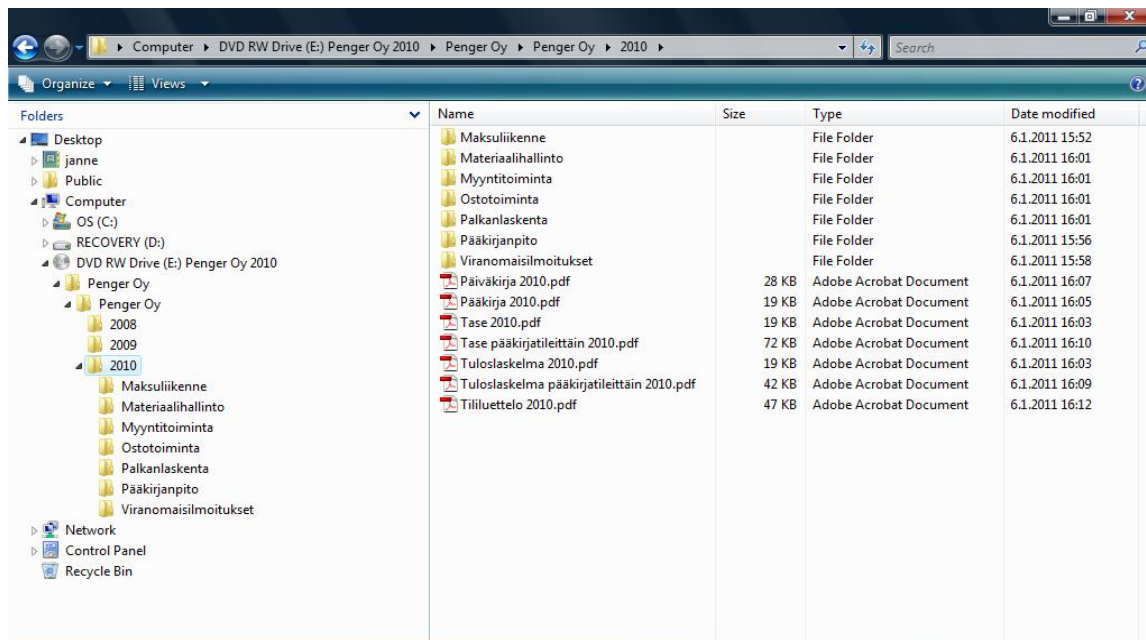 Computer DVD RW Drive (E:) Penger Oy 2010 Penger Oy Penger Oy 2010 Search
Organize Views
Folders
Desktop
janne
Public
Computer
OS (C:)
RECOVERY (D:)
DVD RW Drive (E:) Penger Oy 2010
Penger Oy
Penger Oy
2008
2009
2010
Maksuliikenne
Materiaalihallinto
Myyntitoiminta
Ostotoiminta
Palkanlaskenta
Pääkirjanpito
Viranomaisilmoitukset
Network
Control Panel
Recycle Bin
Name Size Type Date modified
Maksuliikenne File Folder 6.1.2011 15:52
Materiaalihallinto File Folder 6.1.2011 16:01
Myyntitoiminta File Folder 6.1.2011 16:01
Ostotoiminta File Folder 6.1.2011 16:01
Palkanlaskenta File Folder 6.1.2011 16:01
Pääkirjanpito File Folder 6.1.2011 15:56
Viranomaisilmoitukset File Folder 6.1.2011 15:58
Päiväkirja 2010.pdf 28 KB Adobe Acrobat Document 6.1.2011 16:07
Pääkirja 2010.pdf 19 KB Adobe Acrobat Document 6.1.2011 16:05
Tase 2010.pdf 19 KB Adobe Acrobat Document 6.1.2011 16:03
Tase pääkirjatileittäin 2010.pdf 72 KB Adobe Acrobat Document 6.1.2011 16:10
Tuloslaskelma 2010.pdf 19 KB Adobe Acrobat Document 6.1.2011 16:03
Tuloslaskelma pääkirjatileittäin 2010.pdf 42 KB Adobe Acrobat Document 6.1.2011 16:09
Tililuettelo 2010.pdf 47 KB Adobe Acrobat Document 6.1.2011 16:12